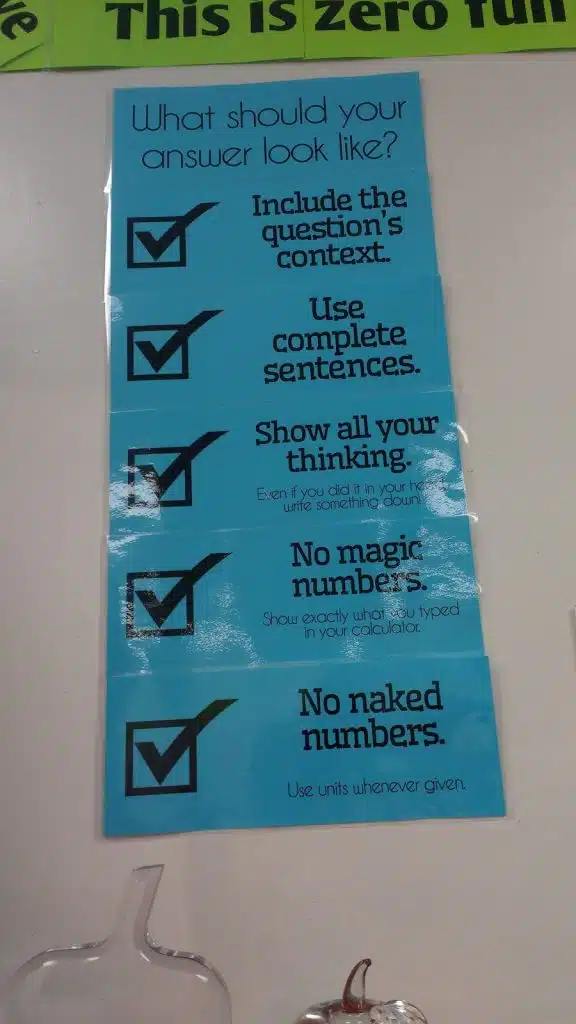 This is zero fun
What should your
answer look like?
Include the
question's
context.
Use
complete
sentences.
Show all your
thinking.
Even if you did it in your head
write something down.
No magic
numbers.
Show exactly what you typed
in your calculator.
No naked
numbers.
Use units whenever given.